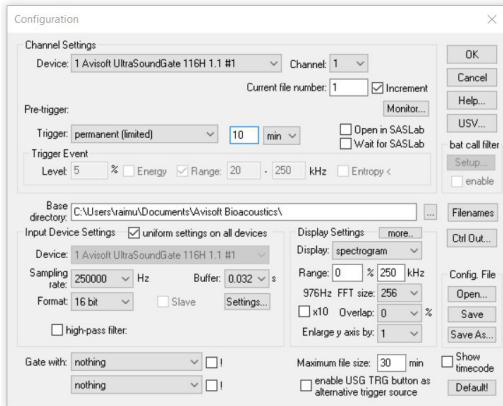 Configuration
Channel Settings
Device: 1 Avisoft UltraSoundGate 116H 1.1 #1 Channel: 1
Current file number: 1 Increment
Pre-trigger: Monitor...
Trigger: permanent (limited) 10 min Open in SASLab
Wait for SASLab
Trigger Event
Level: 5 % Energy Range: 20 - 250 kHz Entropy <
OK
Cancel
Help...
USV...
bat call filter
Setup...
enable
Base directory: C:\Users\raimu\Documents\Avisoft Bioacoustics\ ... Filenames
Input Device Settings uniform settings on all devices
Device: 1 Avisoft UltraSoundGate 116H 1.1 #1
Sampling rate: 250000 Hz Buffer: 0.032 s
Format: 16 bit Slave Settings...
high-pass filter:
Display Settings more..
Display: spectrogram
Range: 0 % 250 kHz
976Hz FFT size: 256
x10 Overlap: 0 %
Enlarge y axis by: 1
Ctrl Out...
Config. File
Open...
Save
Save As...
Gate with: nothing !
nothing !
Maximum file size: 30 min
enable USG TRG button as
alternative trigger source
Show
timecode
Default!